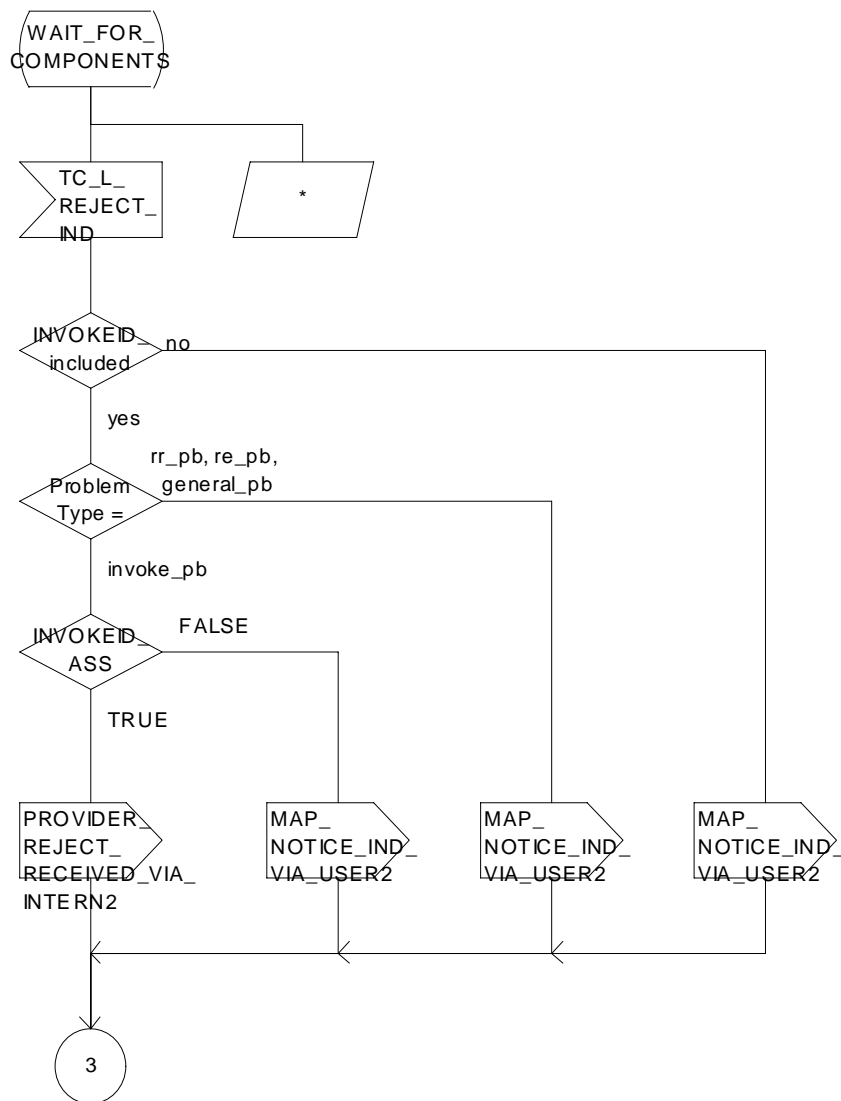 WAIT_FOR_
COMPONENTS
TC_L_
REJECT_
IND
*
INVOKEID_
included
no
yes
rr_pb, re_pb,
general_pb
Problem
Type =
invoke_pb
INVOKEID_
ASS
FALSE
TRUE
PROVIDER_
REJECT_
RECEIVED_VIA_
INTERN2
MAP_
NOTICE_IND_
VIA_USER2
MAP_
NOTICE_IND_
VIA_USER2
MAP_
NOTICE_IND_
VIA_USER2
3